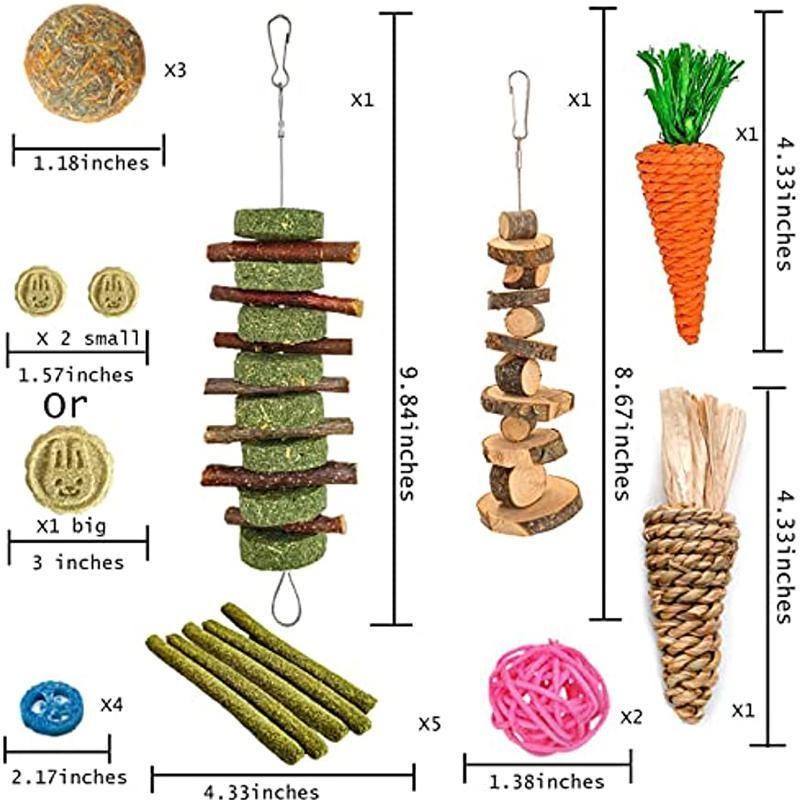 X3
1.18inches
X 2 small
1.57inches
Or
X1 big
3 inches
X4
2.17inches
X1
9.84inches
X5
4.33inches
X1
8.67inches
X2
1.38inches
X1
4.33inches
X1
4.33inches